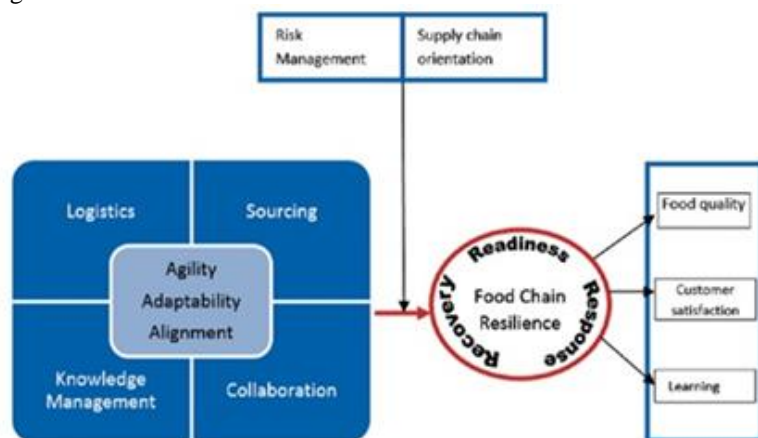 Risk
Management
Supply chain
orientation
Logistics
Sourcing
Agility
Adaptability
Alignment
Knowledge
Management
Collaboration
Recovery Readiness Response
Food Chain
Resilience
Food quality
Customer
satisfaction
Learning